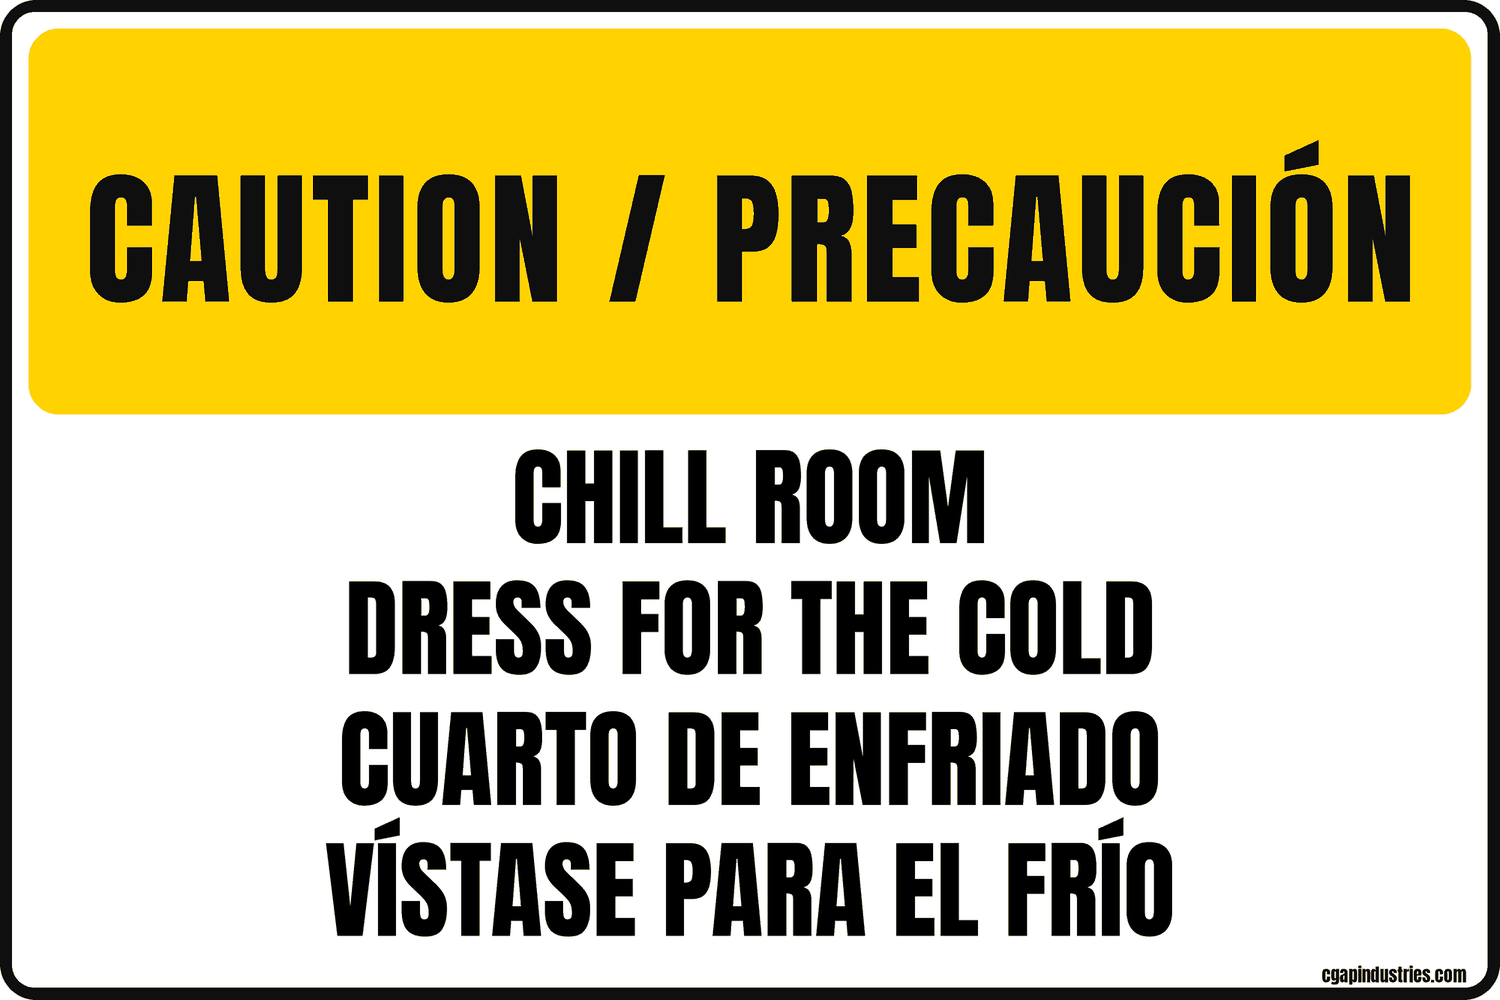 CAUTION / PRECAUCIÓN
CHILL ROOM
DRESS FOR THE COLD
CUARTO DE ENFRIADO
VÍSTASE PARA EL FRÍO
cgapindustries.com